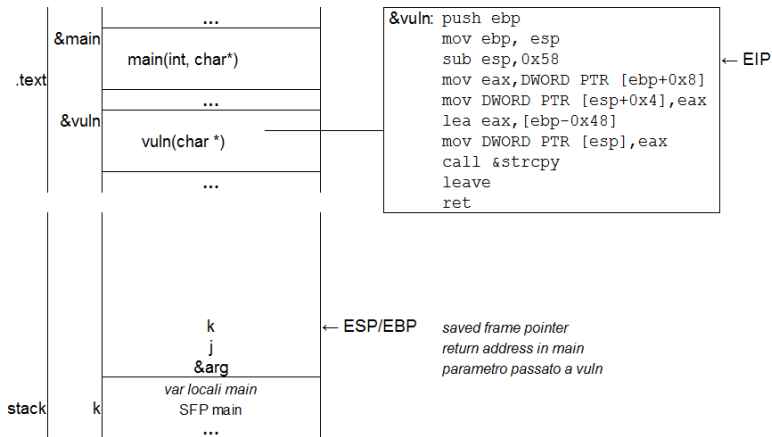 ...
&main
main(int, char*)
.text
...
&vuln
vuln(char *)
...
&vuln: push ebp
mov ebp, esp
sub esp,0x58
← EIP
mov eax,DWORD PTR [ebp+0x8]
mov DWORD PTR [esp+0x4],eax
lea eax,[ebp-0x48]
mov DWORD PTR [esp],eax
call &strcpy
leave
ret
k ← ESP/EBP saved frame pointer
j return address in main
&arg parametro passato a vuln
var locali main
stack k SFP main
...